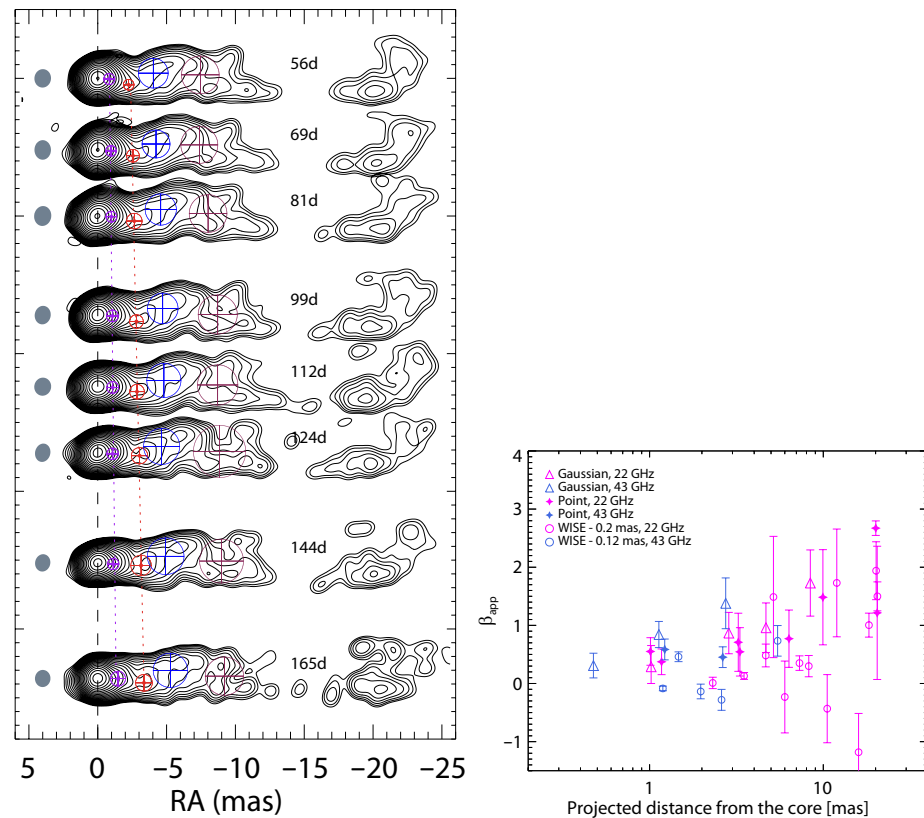 56d
69d
81d
99d
112d
124d
144d
165d
5 0 −5 −10 −15 −20 −25
RA (mas)
4
3
2
1
0
−1
βapp
Gaussian, 22 GHz
Gaussian, 43 GHz
Point, 22 GHz
Point, 43 GHz
WISE - 0.2 mas, 22 GHz
WISE - 0.12 mas, 43 GHz
1 10
Projected distance from the core [mas]